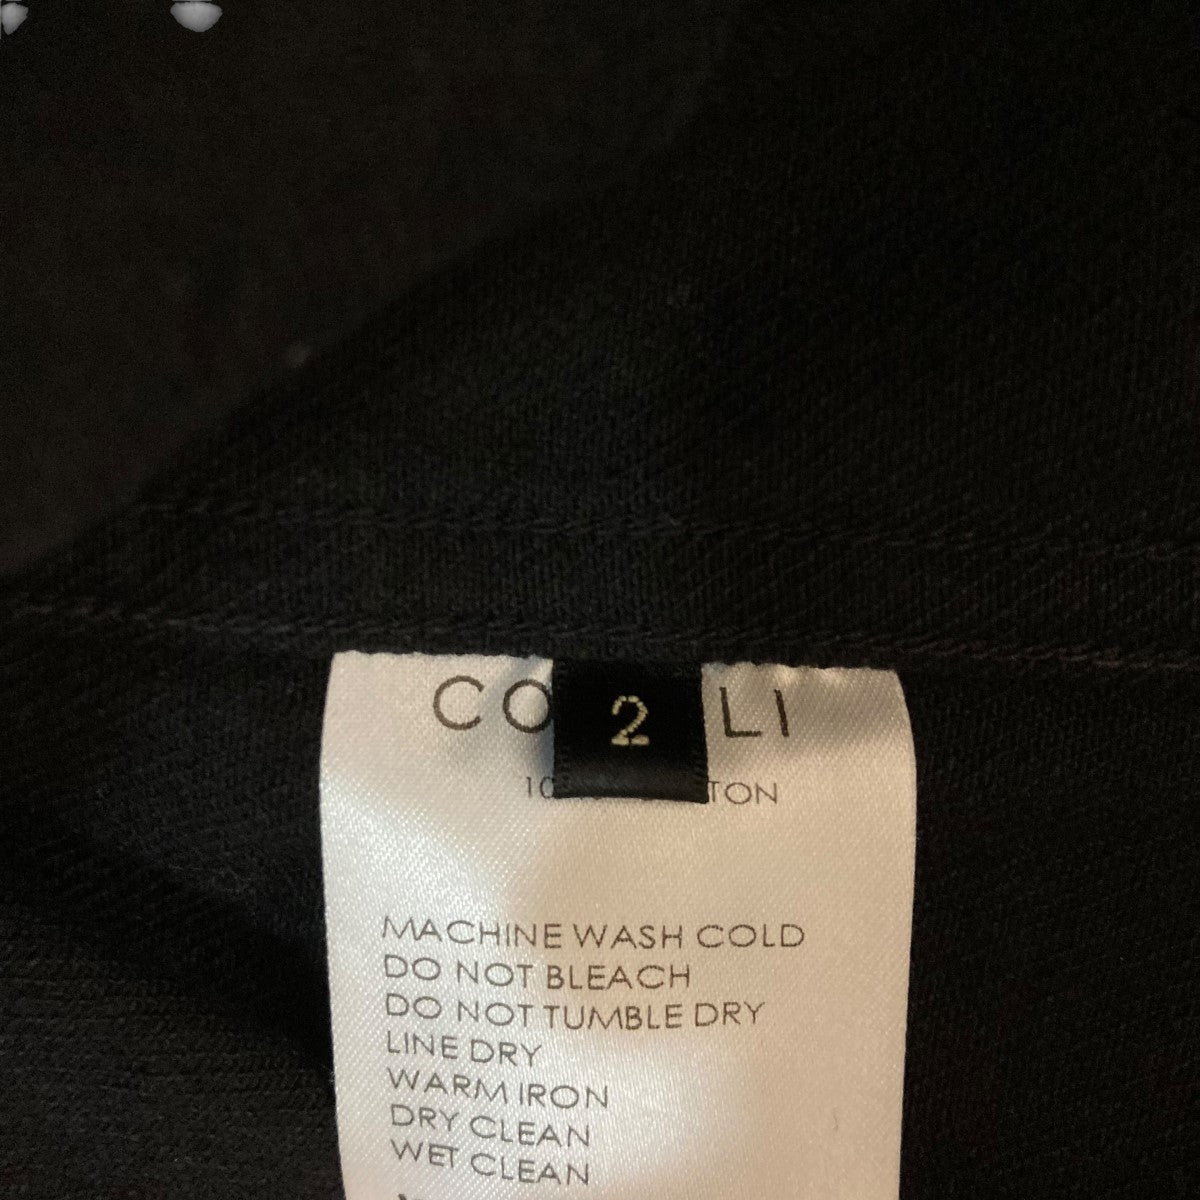 CO 2 LI
10 TON
MACHINE WASH COLD
DO NOT BLEACH
DO NOT TUMBLE DRY
LINE DRY
WARM IRON
DRY CLEAN
WET CLEAN